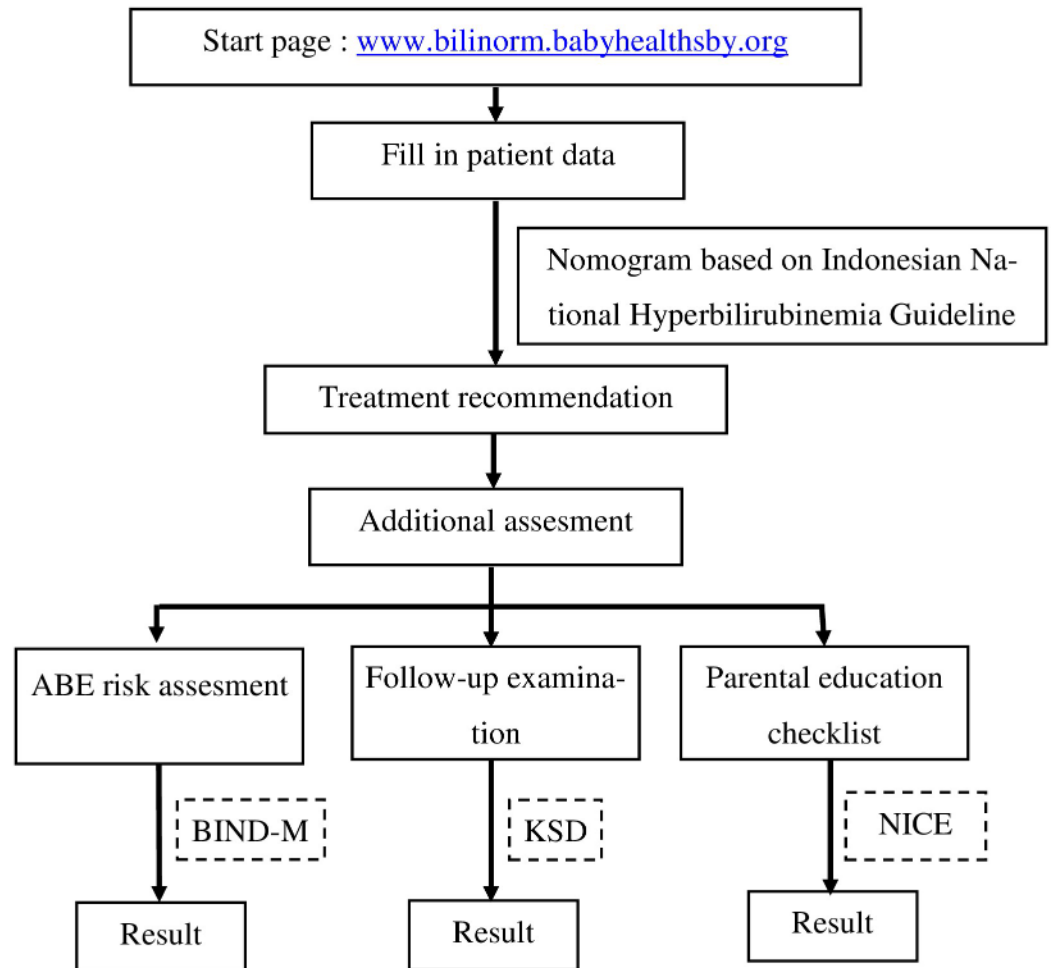 Start page : www.bilinorm.babyhealthsby.org
Fill in patient data
Nomogram based on Indonesian Na-
tional Hyperbilirubinemia Guideline
Treatment recommendation
Additional assesment
ABE risk assesment
Follow-up examina-
tion
Parental education
checklist
BIND-M
KSD
NICE
Result
Result
Result